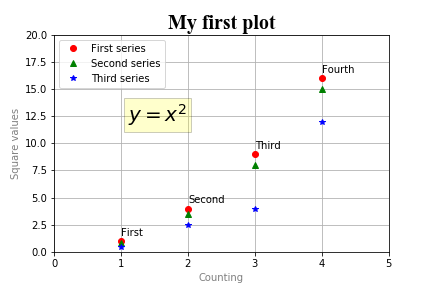 My first plot
20.0
17.5
15.0
12.5
10.0
7.5
5.0
2.5
0.0
Square values
First series
Second series
Third series
y = x²
First
Second
Third
Fourth
0 1 2 3 4 5
Counting